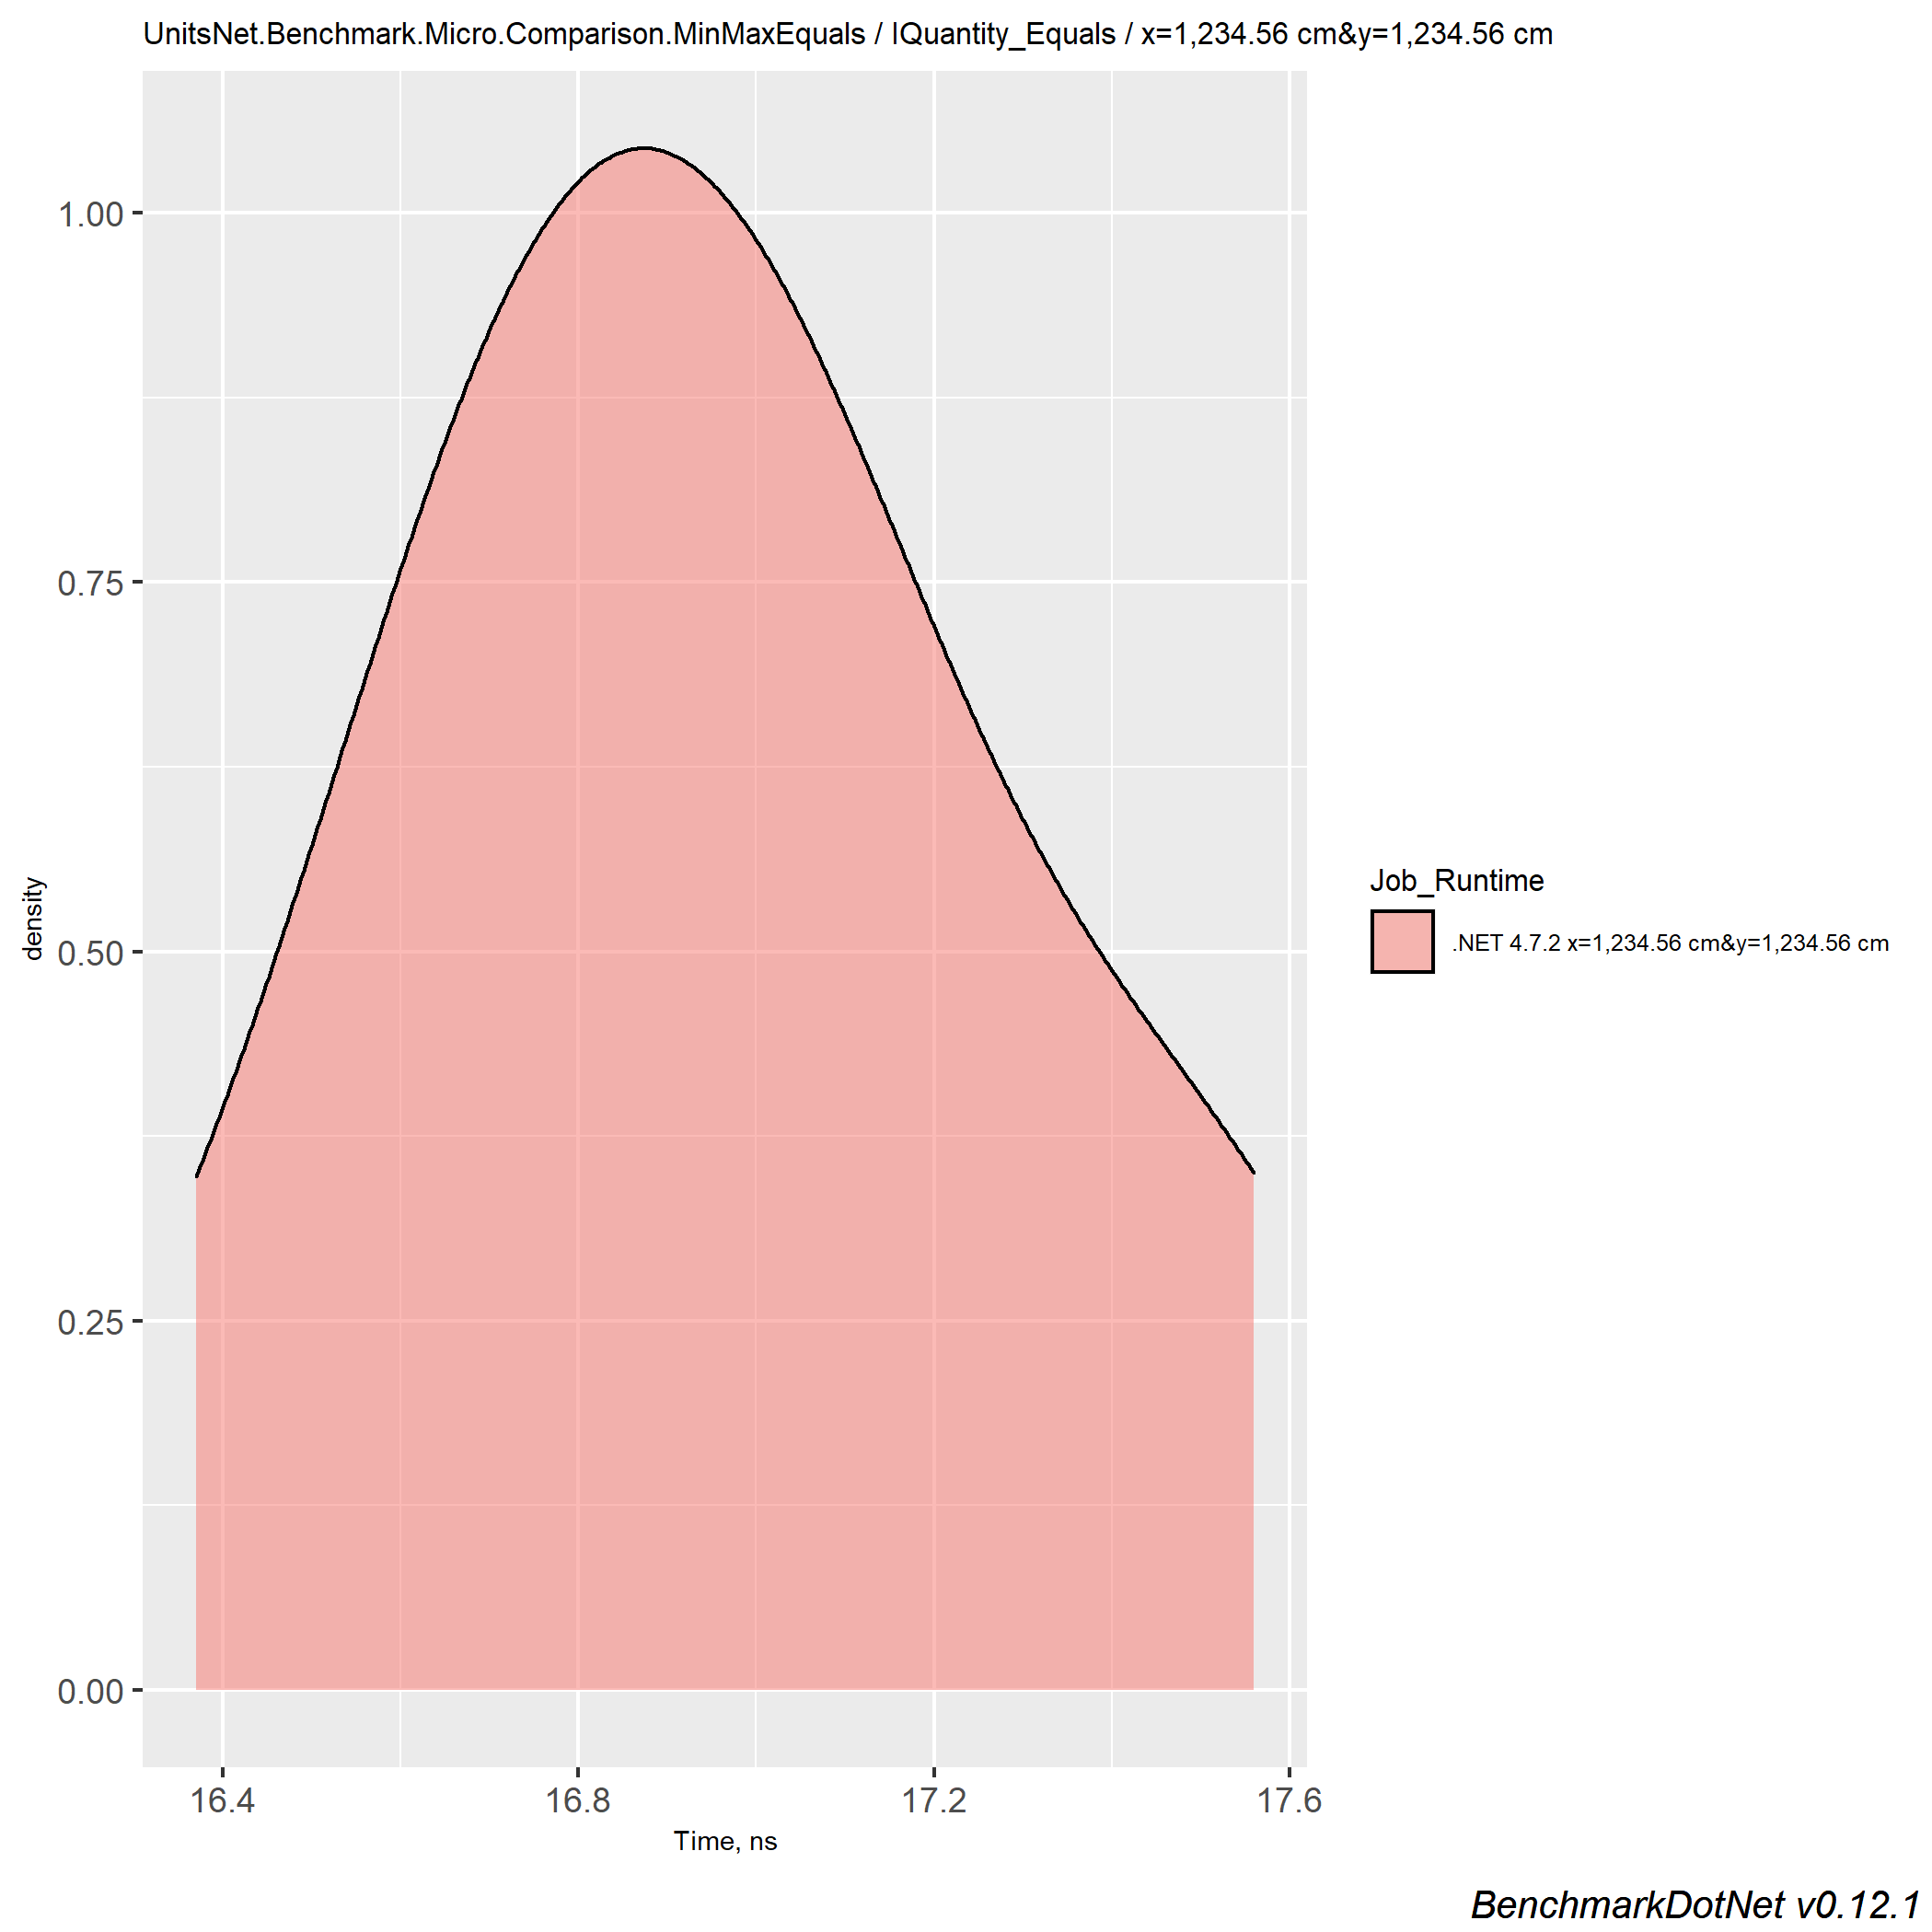 UnitsNet.Benchmark.Micro.Comparison.MinMaxEquals / IQuantity_Equals / x=1,234.56 cm&y=1,234.56 cm
1.00
0.75
0.50
0.25
0.00
density
16.4 16.8 17.2 17.6
Time, ns
Job_Runtime
.NET 4.7.2 x=1,234.56 cm&y=1,234.56 cm
BenchmarkDotNet v0.12.1